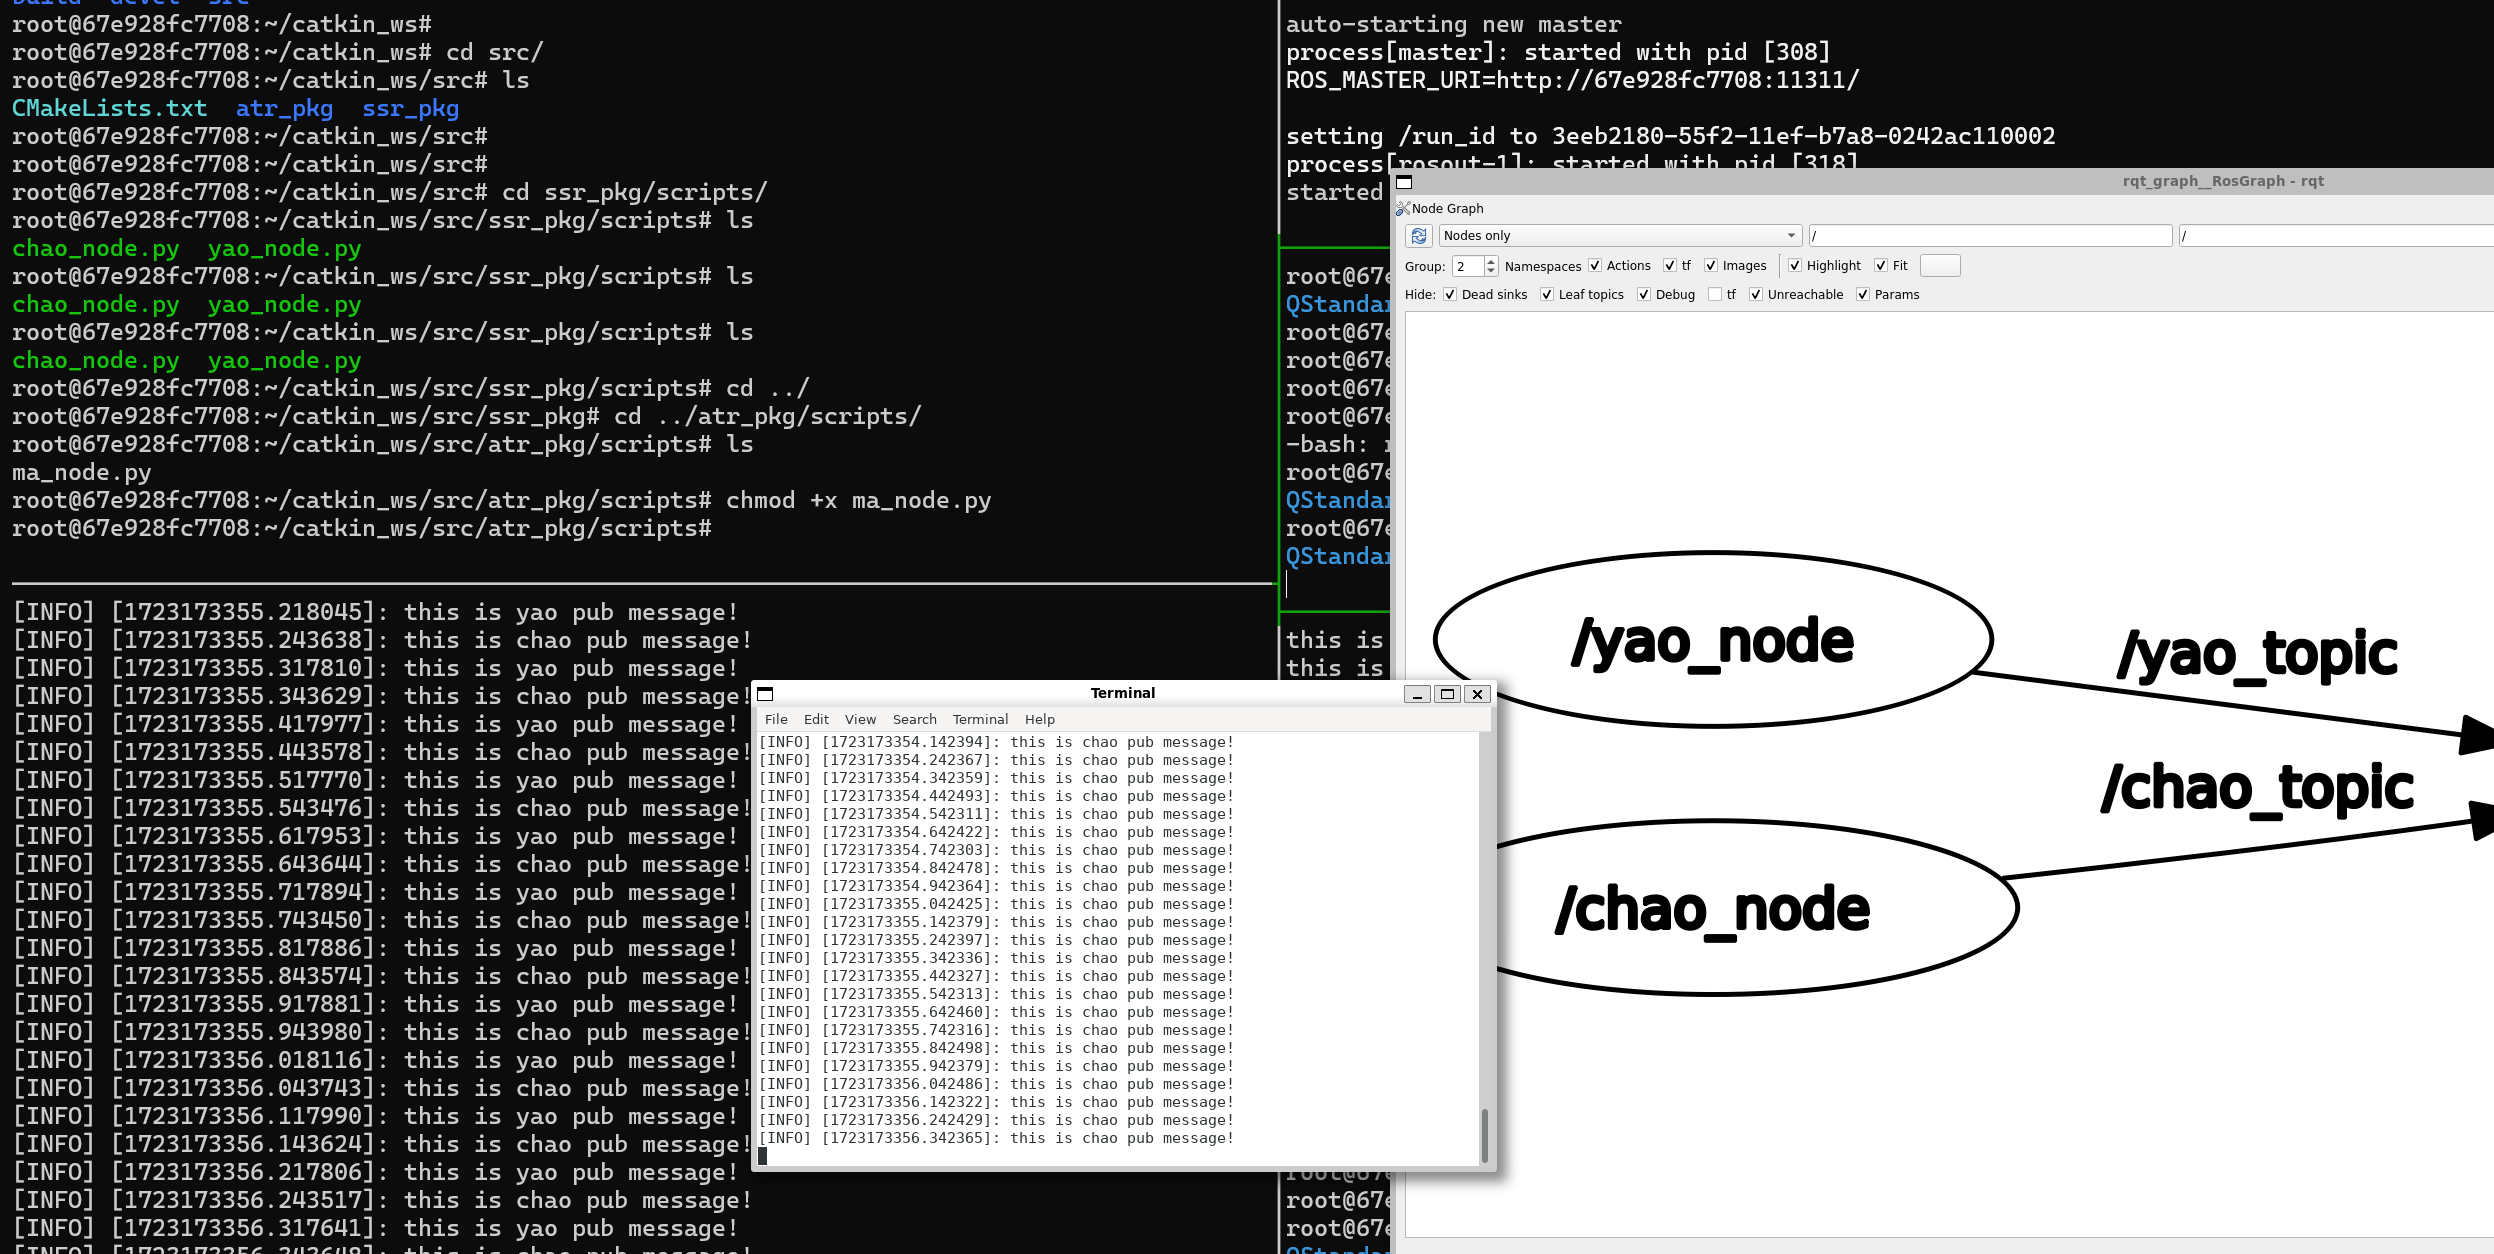 build  devel  src
root@67e928fc7708:~/catkin_ws#
root@67e928fc7708:~/catkin_ws# cd src/
root@67e928fc7708:~/catkin_ws/src# ls
CMakeLists.txt  atr_pkg  ssr_pkg
root@67e928fc7708:~/catkin_ws/src#
root@67e928fc7708:~/catkin_ws/src#
root@67e928fc7708:~/catkin_ws/src# cd ssr_pkg/scripts/
root@67e928fc7708:~/catkin_ws/src/ssr_pkg/scripts# ls
chao_node.py  yao_node.py
root@67e928fc7708:~/catkin_ws/src/ssr_pkg/scripts# ls
chao_node.py  yao_node.py
root@67e928fc7708:~/catkin_ws/src/ssr_pkg/scripts# ls
chao_node.py  yao_node.py
root@67e928fc7708:~/catkin_ws/src/ssr_pkg/scripts# cd ../
root@67e928fc7708:~/catkin_ws/src/ssr_pkg# cd ../atr_pkg/scripts/
root@67e928fc7708:~/catkin_ws/src/atr_pkg/scripts# ls
ma_node.py
root@67e928fc7708:~/catkin_ws/src/atr_pkg/scripts# chmod +x ma_node.py
root@67e928fc7708:~/catkin_ws/src/atr_pkg/scripts#
[INFO] [1723173355.218045]: this is yao pub message!
[INFO] [1723173355.243638]: this is chao pub message!
[INFO] [1723173355.317810]: this is yao pub message!
[INFO] [1723173355.343629]: this is chao pub message!
[INFO] [1723173355.417977]: this is yao pub message!
[INFO] [1723173355.443578]: this is chao pub message!
[INFO] [1723173355.517770]: this is yao pub message!
[INFO] [1723173355.543476]: this is chao pub message!
[INFO] [1723173355.617953]: this is yao pub message!
[INFO] [1723173355.643644]: this is chao pub message!
[INFO] [1723173355.717894]: this is yao pub message!
[INFO] [1723173355.743450]: this is chao pub message!
[INFO] [1723173355.817886]: this is yao pub message!
[INFO] [1723173355.843574]: this is chao pub message!
[INFO] [1723173355.917881]: this is yao pub message!
[INFO] [1723173355.943980]: this is chao pub message!
[INFO] [1723173356.018116]: this is yao pub message!
[INFO] [1723173356.043743]: this is chao pub message!
[INFO] [1723173356.117990]: this is yao pub message!
[INFO] [1723173356.143624]: this is chao pub message!
[INFO] [1723173356.217806]: this is yao pub message!
[INFO] [1723173356.243517]: this is chao pub message!
[INFO] [1723173356.317641]: this is yao pub message!
[INFO] [1723173356.343648]: this is chao pub message!
auto-starting new master
process[master]: started with pid [308]
ROS_MASTER_URI=http://67e928fc7708:11311/
setting /run_id to 3eeb2180-55f2-11ef-b7a8-0242ac110002
process[rosout-1]: started with pid [318]
started
root@67e
QStandar
root@67e
root@67e
root@67e
root@67e
-bash:
root@67e
QStandar
root@67e
QStandar
this is
this is
root@67e
root@67e
root@67e
QStandar
Terminal
File Edit View Search Terminal Help
[INFO] [1723173354.142394]: this is chao pub message!
[INFO] [1723173354.242367]: this is chao pub message!
[INFO] [1723173354.342359]: this is chao pub message!
[INFO] [1723173354.442493]: this is chao pub message!
[INFO] [1723173354.542311]: this is chao pub message!
[INFO] [1723173354.642422]: this is chao pub message!
[INFO] [1723173354.742303]: this is chao pub message!
[INFO] [1723173354.842478]: this is chao pub message!
[INFO] [1723173354.942364]: this is chao pub message!
[INFO] [1723173355.042425]: this is chao pub message!
[INFO] [1723173355.142379]: this is chao pub message!
[INFO] [1723173355.242397]: this is chao pub message!
[INFO] [1723173355.342336]: this is chao pub message!
[INFO] [1723173355.442327]: this is chao pub message!
[INFO] [1723173355.542313]: this is chao pub message!
[INFO] [1723173355.642460]: this is chao pub message!
[INFO] [1723173355.742316]: this is chao pub message!
[INFO] [1723173355.842498]: this is chao pub message!
[INFO] [1723173355.942379]: this is chao pub message!
[INFO] [1723173356.042486]: this is chao pub message!
[INFO] [1723173356.142322]: this is chao pub message!
[INFO] [1723173356.242429]: this is chao pub message!
[INFO] [1723173356.342365]: this is chao pub message!
rqt_graph__RosGraph - rqt
Node Graph
Nodes only / /
Group: 2 Namespaces Actions tf Images Highlight Fit
Hide: Dead sinks Leaf topics Debug tf Unreachable Params
/yao_node
/yao_topic
/chao_topic
/chao_node